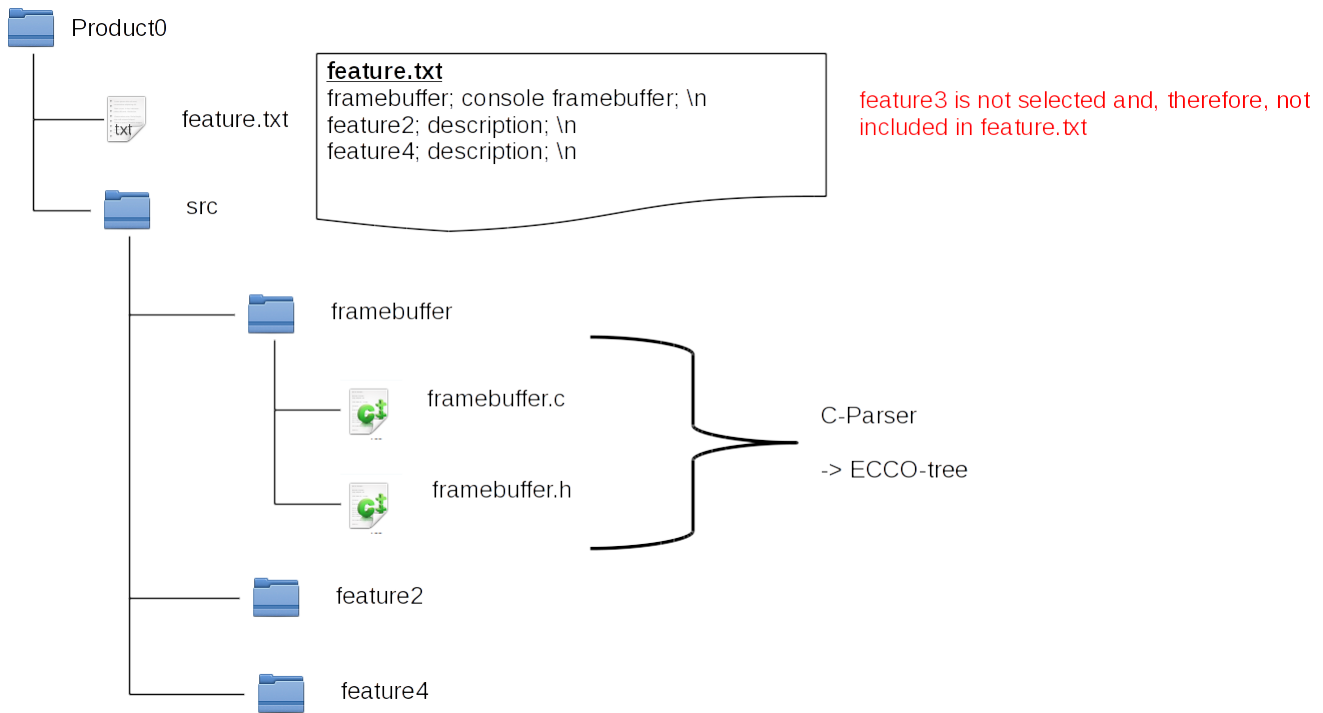 Product0
feature.txt
framebuffer; console framebuffer; \n
feature2; description; \n
feature4; description; \n
feature3 is not selected and, therefore, not
included in feature.txt
txt
feature.txt
src
framebuffer
framebuffer.c
framebuffer.h
C-Parser
-> ECCO-tree
feature2
feature4